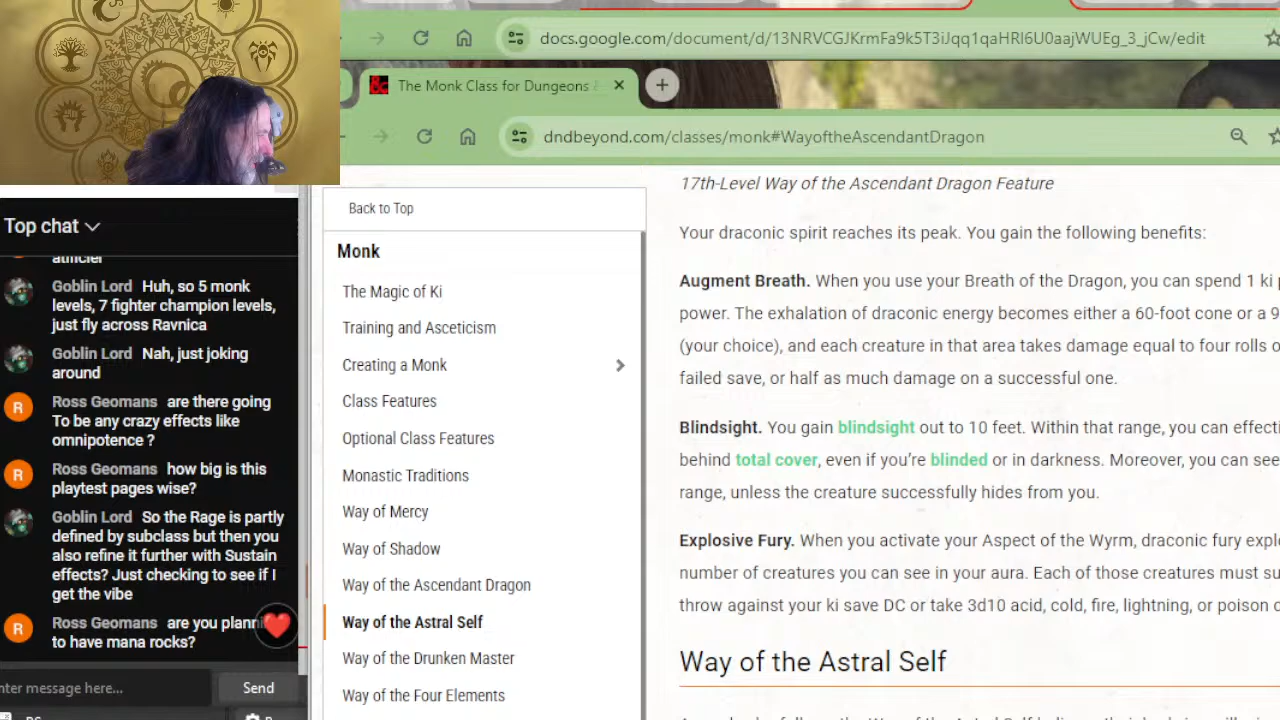 docs.google.com/document/d/13NRVCGJKrmFa9k5T3iJqq1qaHRl6U0aajWUEg_3_jCw/edit
The Monk Class for Dungeons
dndbeyond.com/classes/monk#WayoftheAscendantDragon
Top chat
artificer
Goblin Lord Huh, so 5 monk
levels, 7 fighter champion levels,
just fly across Ravnica
Goblin Lord Nah, just joking
around
R Ross Geomans are there going
To be any crazy effects like
omnipotence ?
R Ross Geomans how big is this
playtest pages wise?
Goblin Lord So the Rage is partly
defined by subclass but then you
also refine it further with Sustain
effects? Just checking to see if I
get the vibe
R Ross Geomans are you planni
to have mana rocks?
nter message here...
Send
Back to Top
Monk
The Magic of Ki
Training and Asceticism
Creating a Monk
Class Features
Optional Class Features
Monastic Traditions
Way of Mercy
Way of Shadow
Way of the Ascendant Dragon
Way of the Astral Self
Way of the Drunken Master
Way of the Four Elements
17th-Level Way of the Ascendant Dragon Feature
Your draconic spirit reaches its peak. You gain the following benefits:
Augment Breath. When you use your Breath of the Dragon, you can spend 1 ki p
power. The exhalation of draconic energy becomes either a 60-foot cone or a 9
(your choice), and each creature in that area takes damage equal to four rolls o
failed save, or half as much damage on a successful one.
Blindsight. You gain blindsight out to 10 feet. Within that range, you can effecti
behind total cover, even if you're blinded or in darkness. Moreover, you can see
range, unless the creature successfully hides from you.
Explosive Fury. When you activate your Aspect of the Wyrm, draconic fury explo
number of creatures you can see in your aura. Each of those creatures must su
throw against your ki save DC or take 3d10 acid, cold, fire, lightning, or poison d
Way of the Astral Self